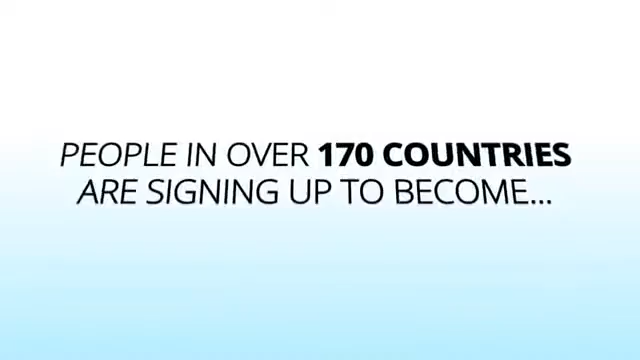 PEOPLE IN OVER 170 COUNTRIES
ARE SIGNING UP TO BECOME...